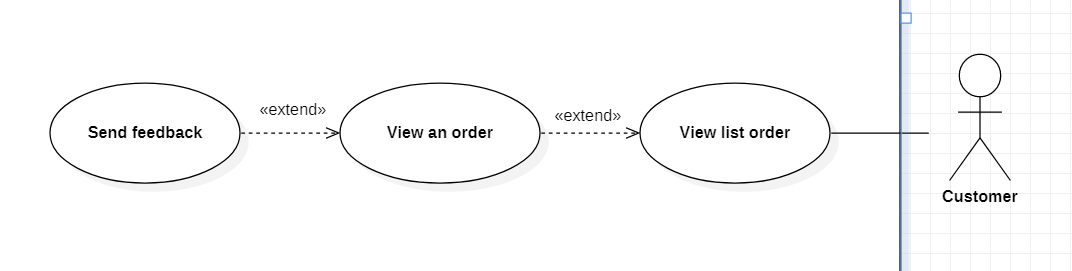 Send feedback
«extend»
View an order
«extend»
View list order
Customer